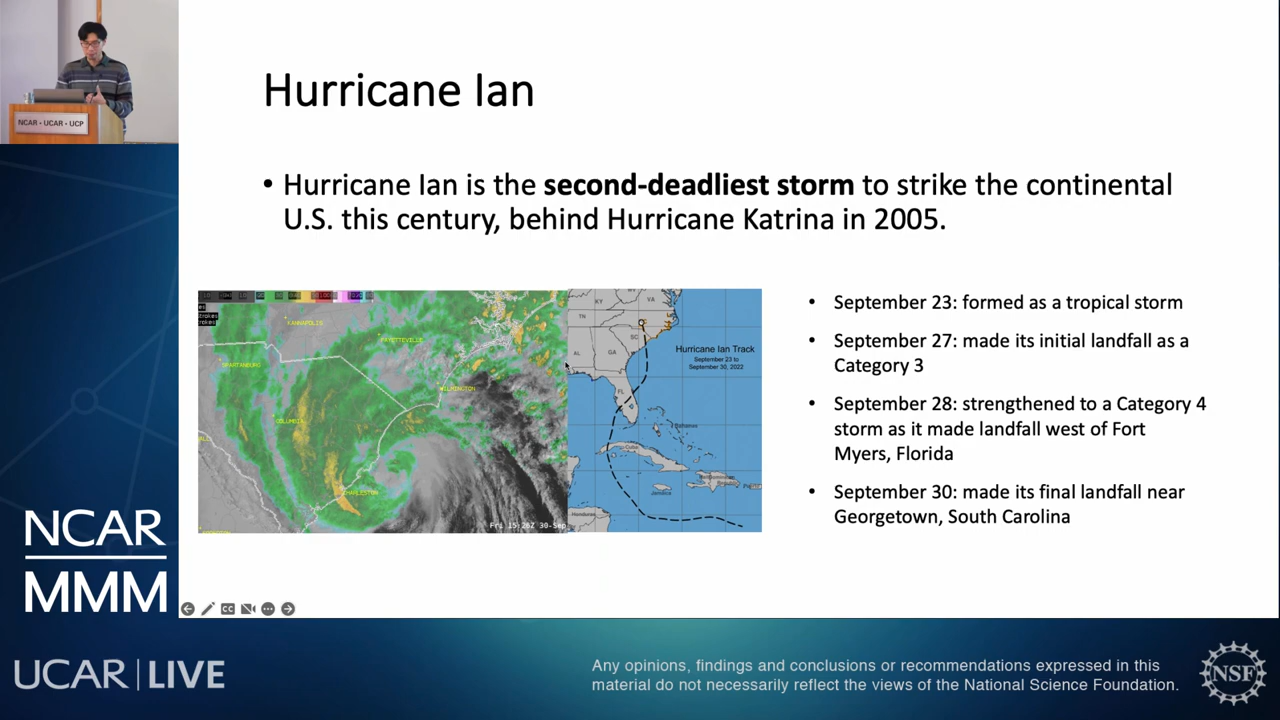 NCAR • UCAR • UCP
Hurricane Ian
• Hurricane Ian is the second-deadliest storm to strike the continental
U.S. this century, behind Hurricane Katrina in 2005.
KANNAPOLIS
FAYETTEVILLE
SPARTANBURG
WILMINGTON
COLUMBIA
CHARLESTON
Fri 15:26Z 30-Sep
KY
VA
TN
SC
AL
GA
FL
Hurricane Ian Track
September 23 to
September 30, 2022
Bahamas
Cuba
Jamaica
• September 23: formed as a tropical storm
• September 27: made its initial landfall as a
Category 3
• September 28: strengthened to a Category 4
storm as it made landfall west of Fort
Myers, Florida
• September 30: made its final landfall near
Georgetown, South Carolina
NCAR
MMM
CC
UCAR | LIVE
Any opinions, findings and conclusions or recommendations expressed in this
material do not necessarily reflect the views of the National Science Foundation.
NSF